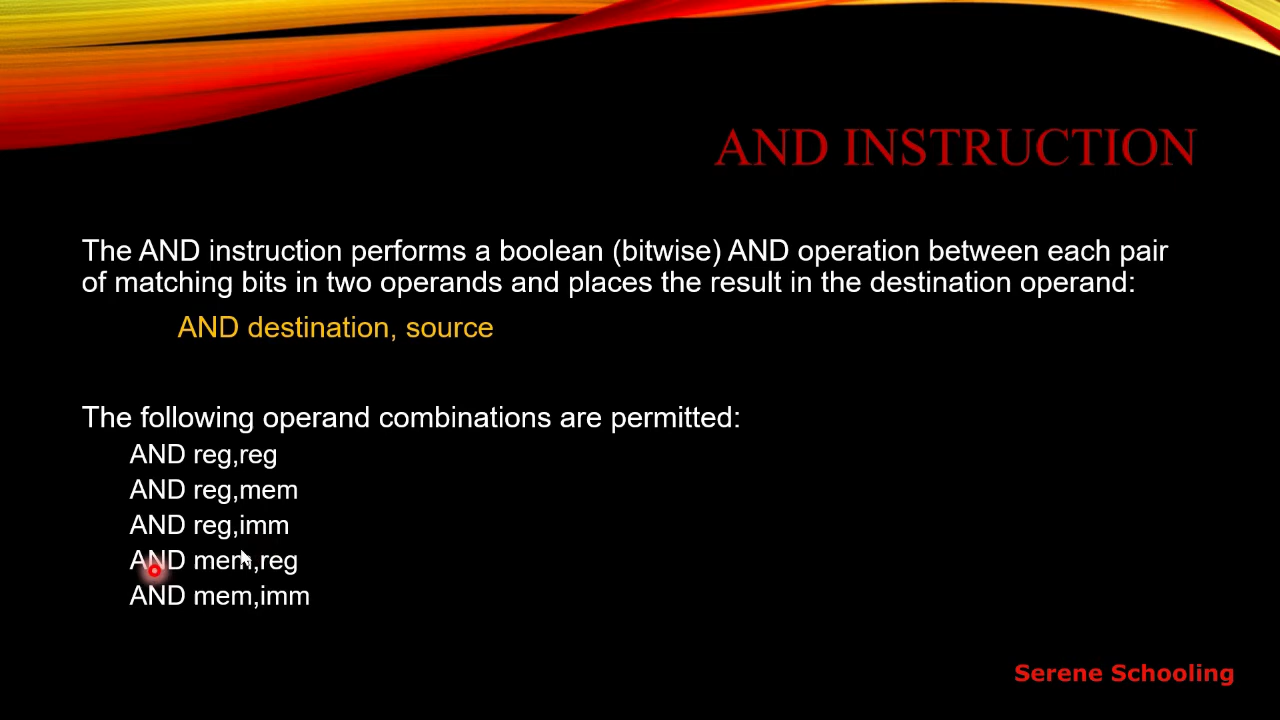 AND INSTRUCTION
The AND instruction performs a boolean (bitwise) AND operation between each pair
of matching bits in two operands and places the result in the destination operand:
AND destination, source
The following operand combinations are permitted:
AND reg,reg
AND reg,mem
AND reg,imm
AND mem,reg
AND mem,imm
Serene Schooling